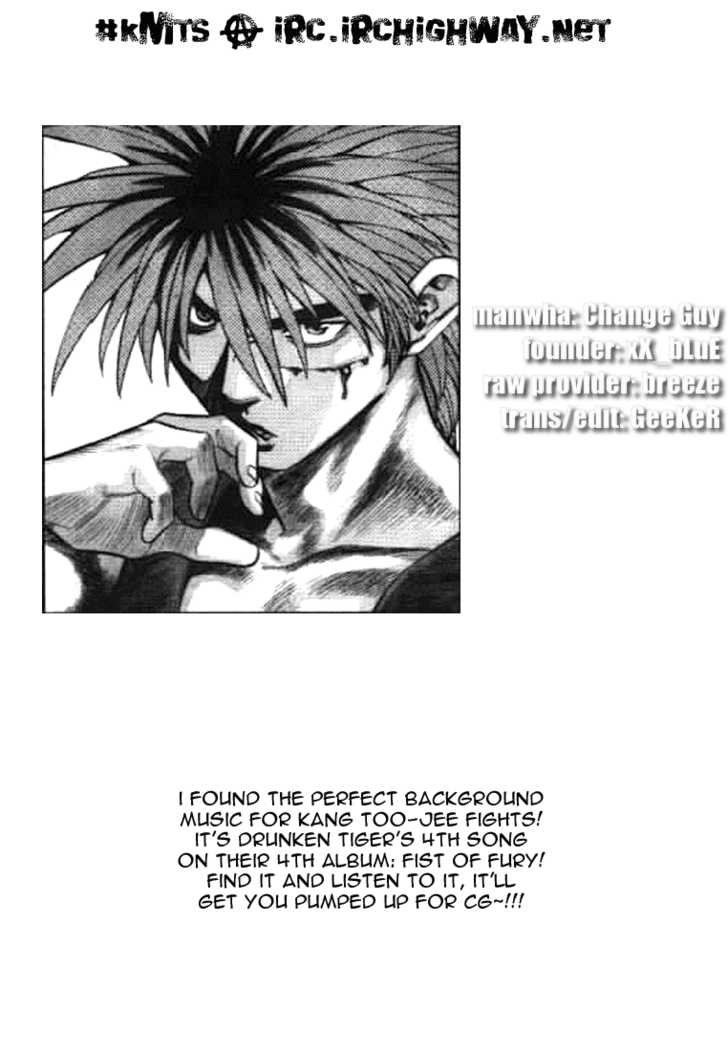 #kMTS @ iRC.iRCHiGHWAY.NET
manwha: Change Guy
founder: xX_bLuE
raw provider: breeze
trans/edit: GeeKeR
I FOUND THE PERFECT BACKGROUND
MUSIC FOR KANG TOO-JEE FIGHTS!
IT'S DRUNKEN TIGER'S 4TH SONG
ON THEIR 4TH ALBUM: FIST OF FURY!
FIND IT AND LISTEN TO IT, IT'LL
GET YOU PUMPED UP FOR CG~!!!